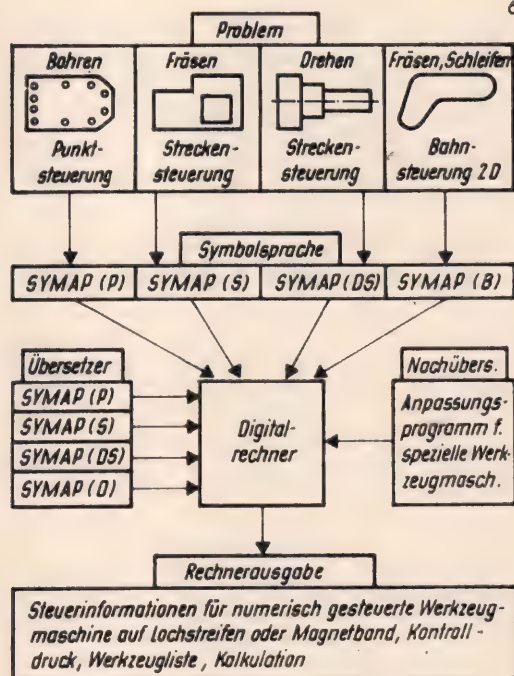 Problem
Bohren
Punkt-
steuerung
Fräsen
Strecken-
steuerung
Drehen
Strecken-
steuerung
Fräsen, Schleifen
Bahn-
steuerung 2D
Symbolsprache
SYMAP (P)
SYMAP (S)
SYMAP (DS)
SYMAP (B)
Übersetzer
SYMAP (P)
SYMAP (S)
SYMAP (DS)
SYMAP (D)
Digital-
rechner
Nachübers.
Anpassungs-
programm f.
spezielle Werk-
zeugmasch.
Rechnerausgabe
Steuerinformationen für numerisch gesteuerte Werkzeug-
maschine auf Lochstreifen oder Magnetband, Kontroll-
druck, Werkzeugliste, Kalkulation